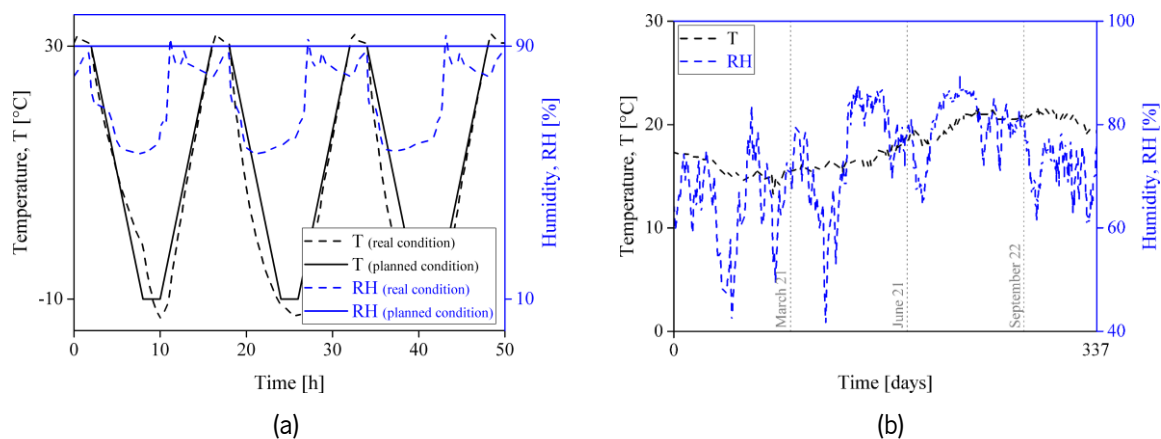 30
-10
Temperature, T [°C]
T (real condition)
T (planned condition)
RH (real condition)
RH (planned condition)
90
10
Humidity, RH [%]
0
10
20
30
40
50
Time [h]
(a)
30
20
10
0
Temperature, T [°C]
T
RH
March 21
June 21
September 22
100
80
60
40
Humidity, RH [%]
0
337
Time [days]
(b)